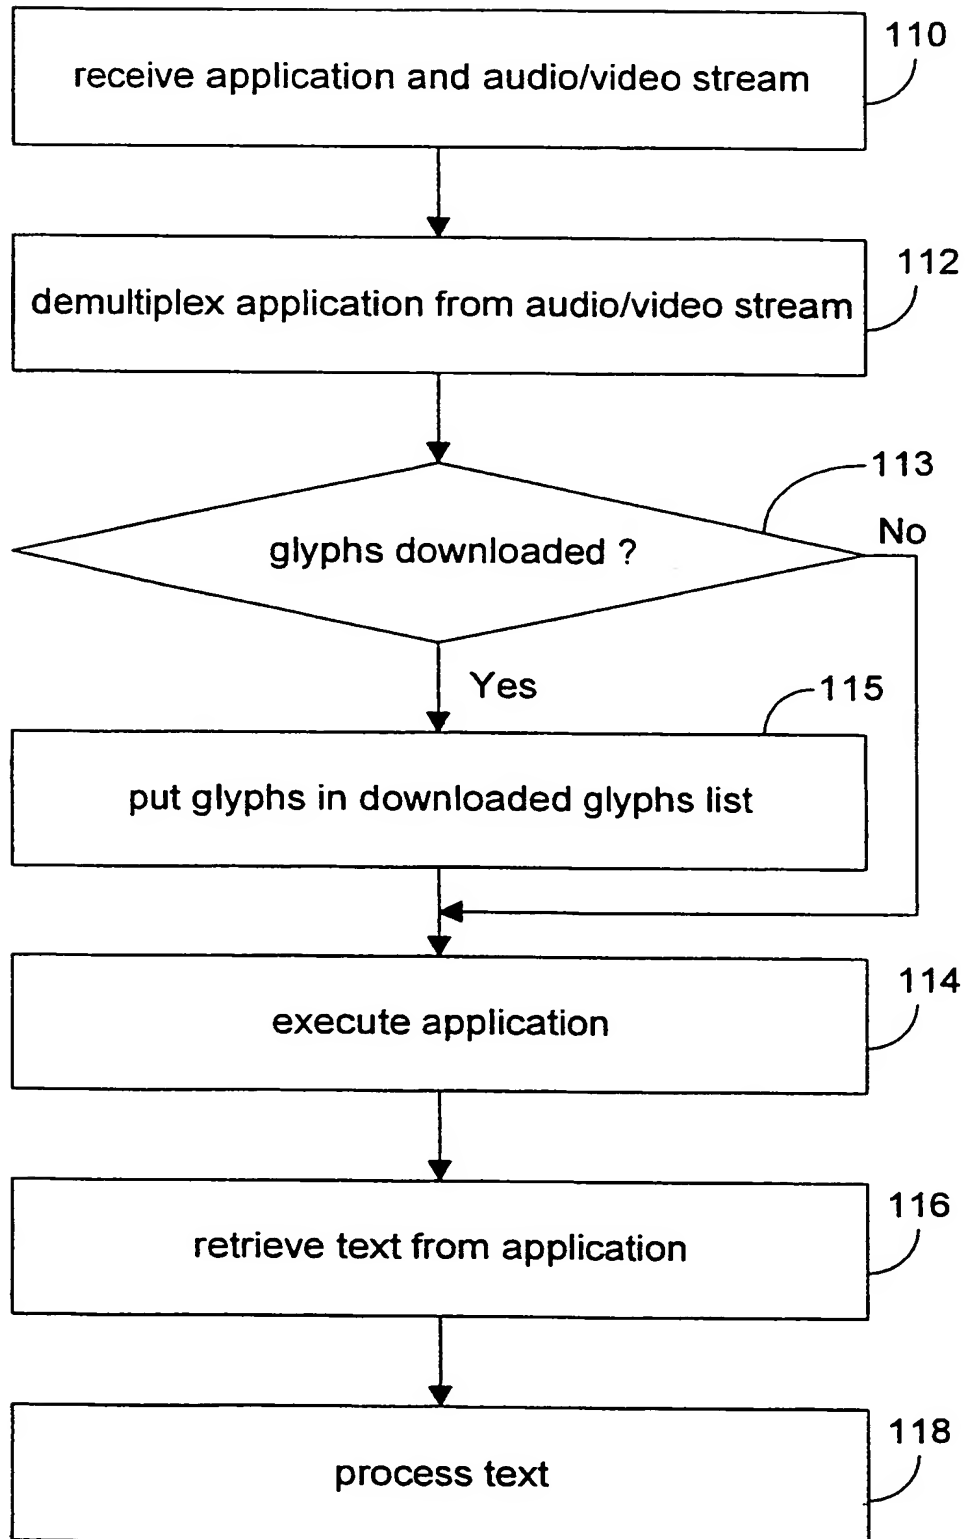 110
receive application and audio/video stream
112
demultiplex application from audio/video stream
113
glyphs downloaded ?
No
Yes
115
put glyphs in downloaded glyphs list
114
execute application
116
retrieve text from application
118
process text